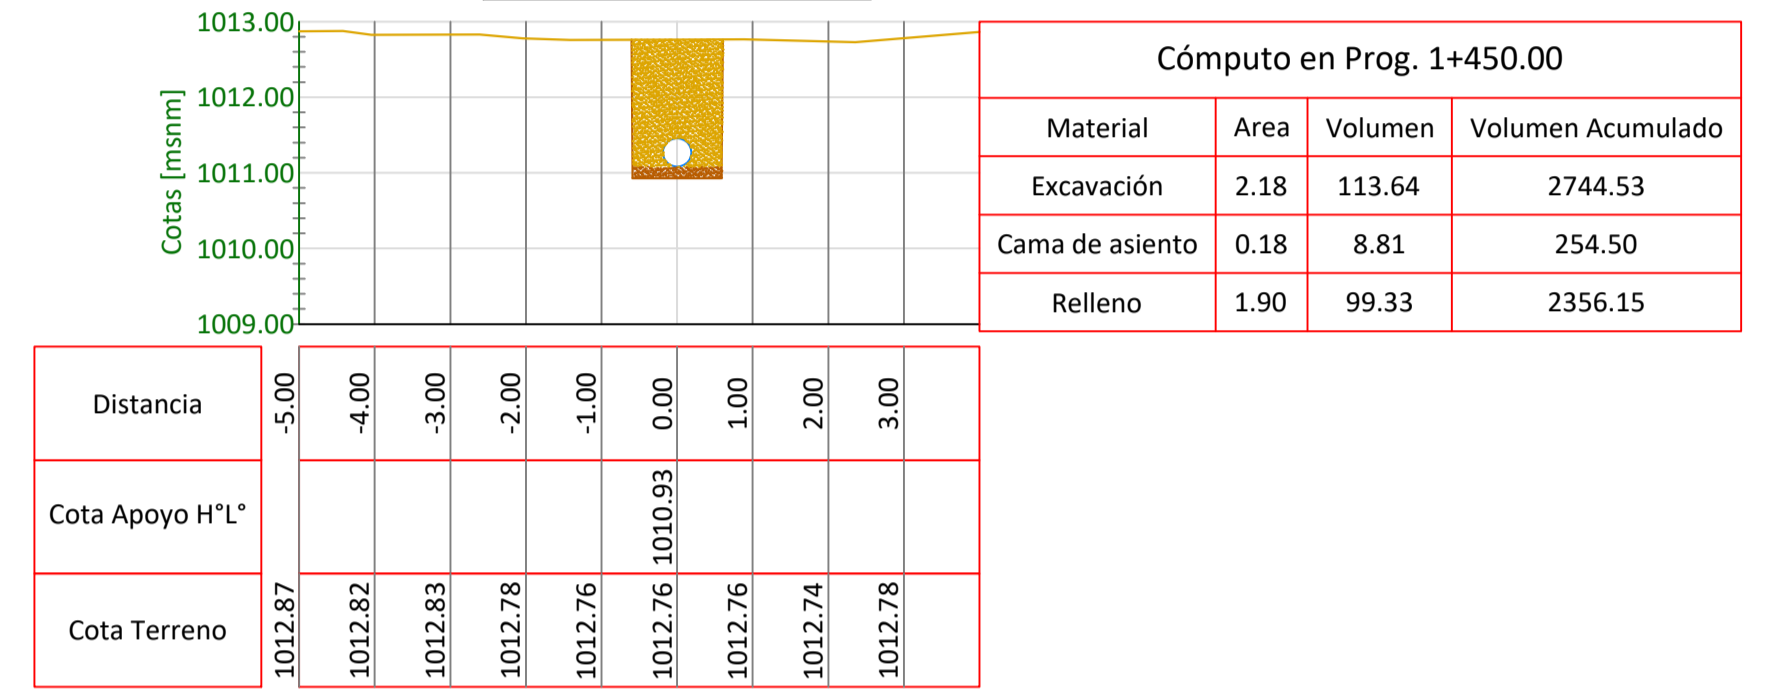 1013.00
1012.00
1011.00
1010.00
1009.00
Cotas [msnm]
Cómputo en Prog. 1+450.00
Material Area Volumen Volumen Acumulado
Excavación 2.18 113.64 2744.53
Cama de asiento 0.18 8.81 254.50
Relleno 1.90 99.33 2356.15
Distancia -5.00 -4.00 -3.00 -2.00 -1.00 0.00 1.00 2.00 3.00
Cota Apoyo H°L° 1010.93
Cota Terreno 1012.87 1012.82 1012.83 1012.78 1012.76 1012.76 1012.76 1012.74 1012.78